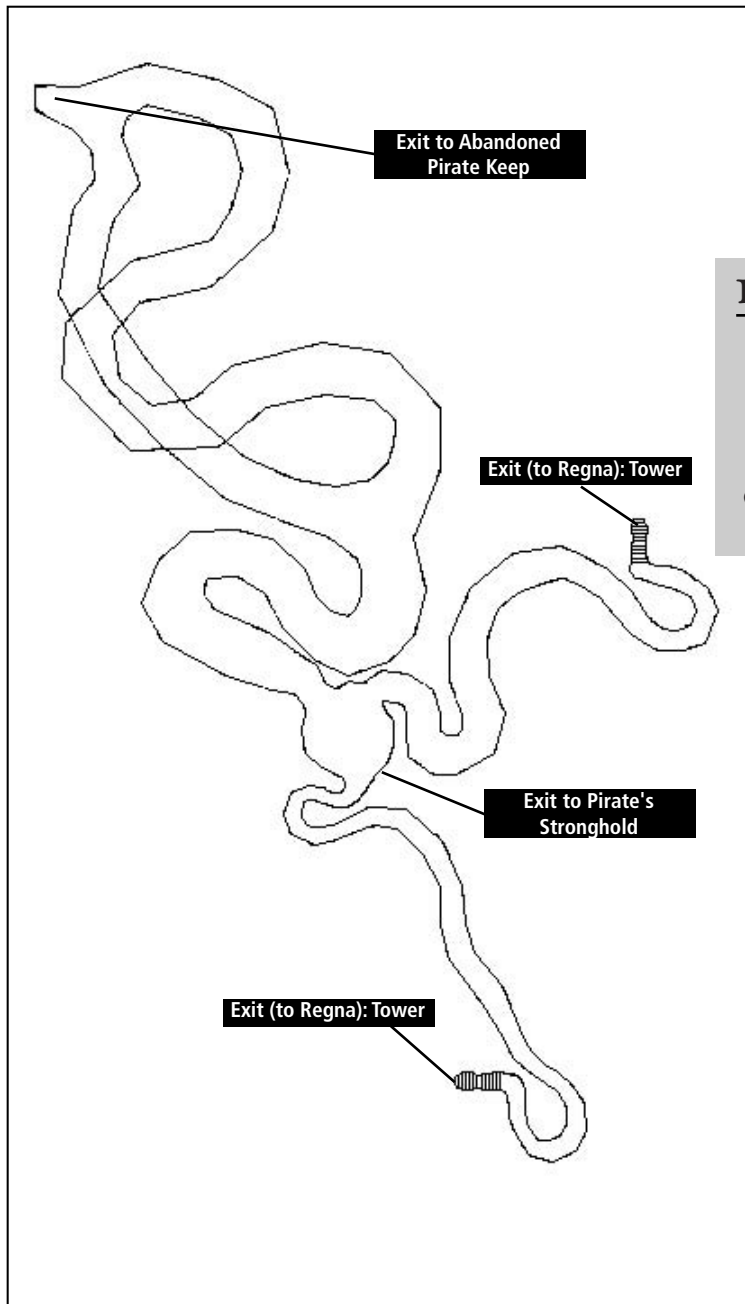 Exit to Abandoned
Pirate Keep
Exit (to Regna): Tower
Exit to Pirate's
Stronghold
Exit (to Regna): Tower